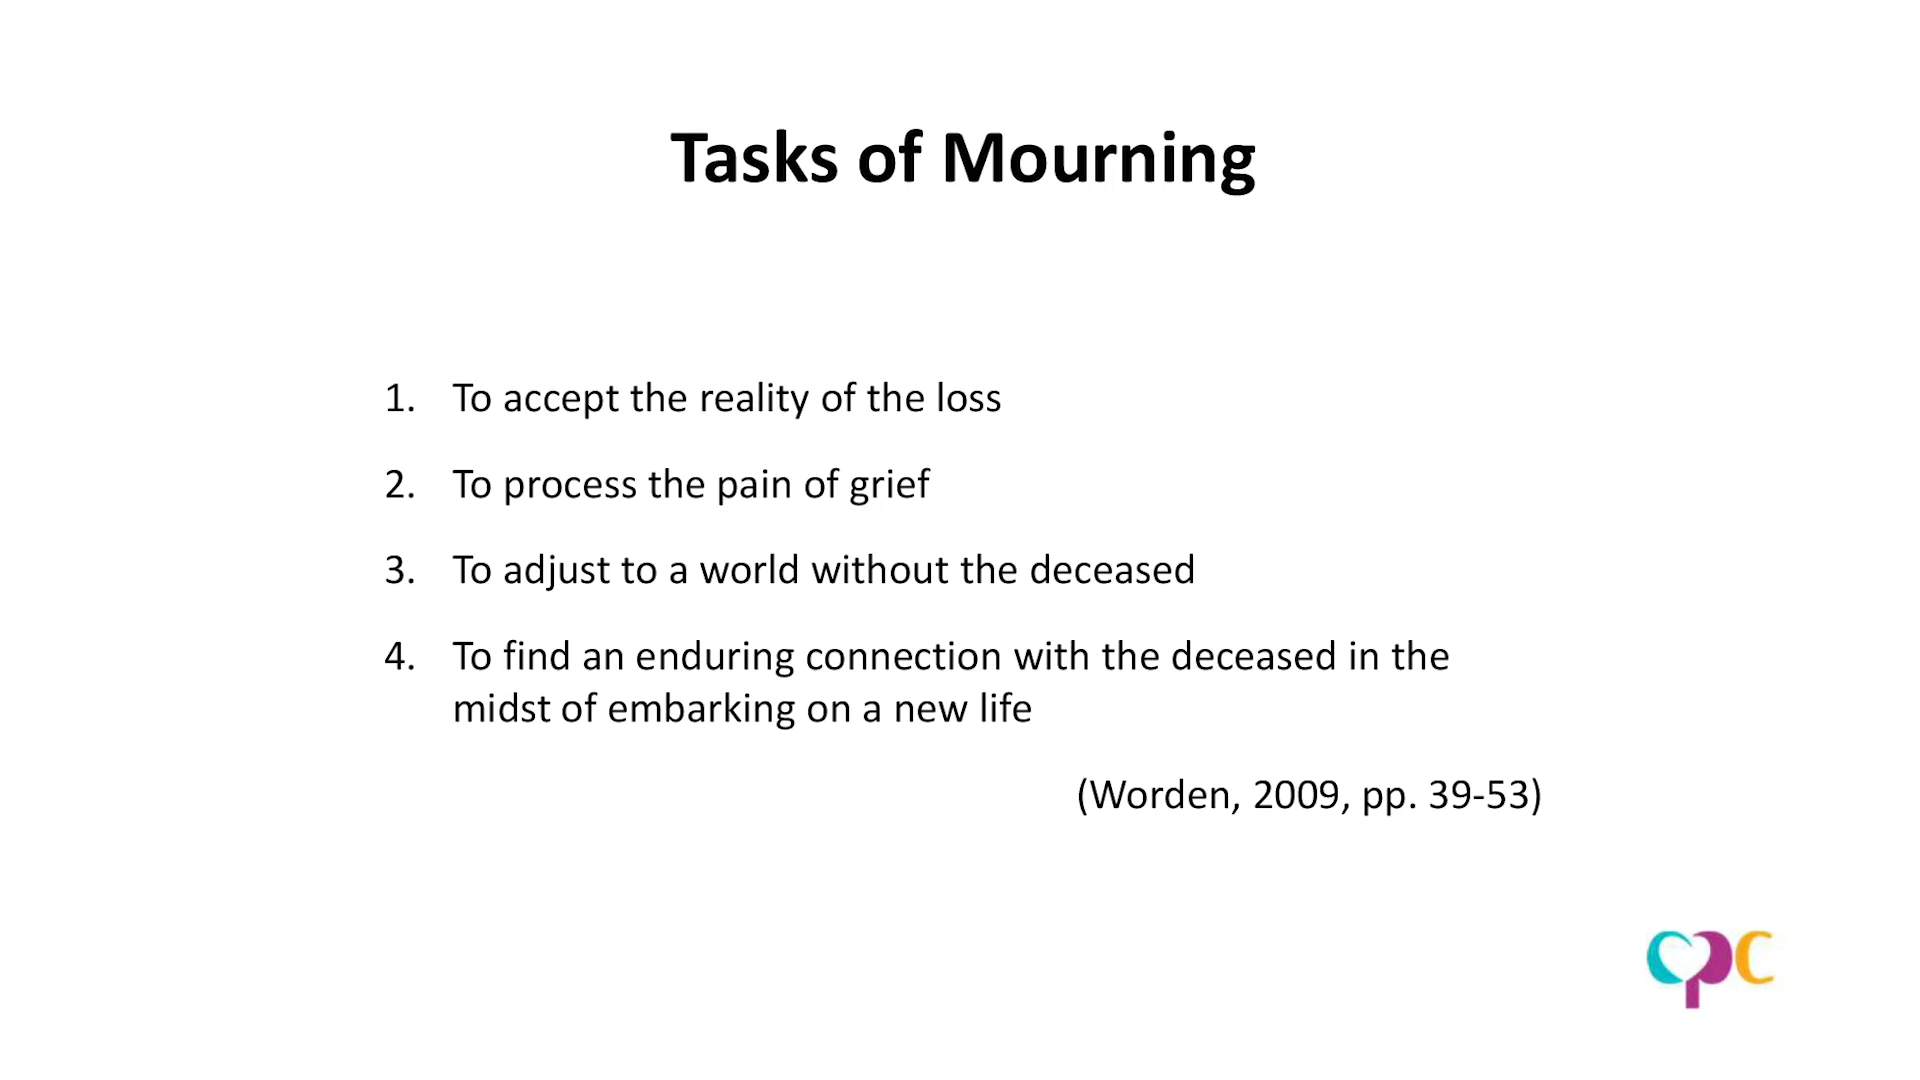 Tasks of Mourning
1. To accept the reality of the loss
2. To process the pain of grief
3. To adjust to a world without the deceased
4. To find an enduring connection with the deceased in the
midst of embarking on a new life
(Worden, 2009, pp. 39-53)
CPC